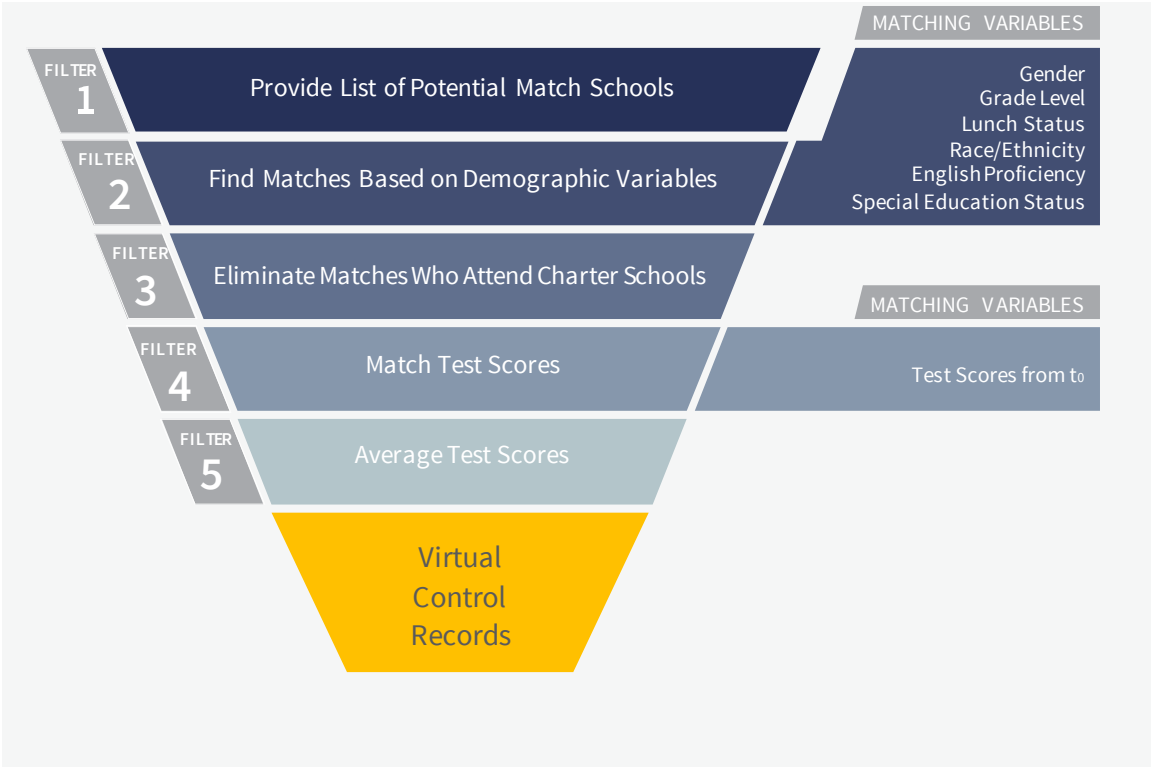 MATCHING VARIABLES
FILTER
1
Provide List of Potential Match Schools
Gender
Grade Level
Lunch Status
Race/Ethnicity
English Proficiency
Special Education Status
FILTER
2
Find Matches Based on Demographic Variables
FILTER
3
Eliminate Matches Who Attend Charter Schools
MATCHING VARIABLES
FILTER
4
Match Test Scores
Test Scores from t₀
FILTER
5
Average Test Scores
Virtual
Control
Records